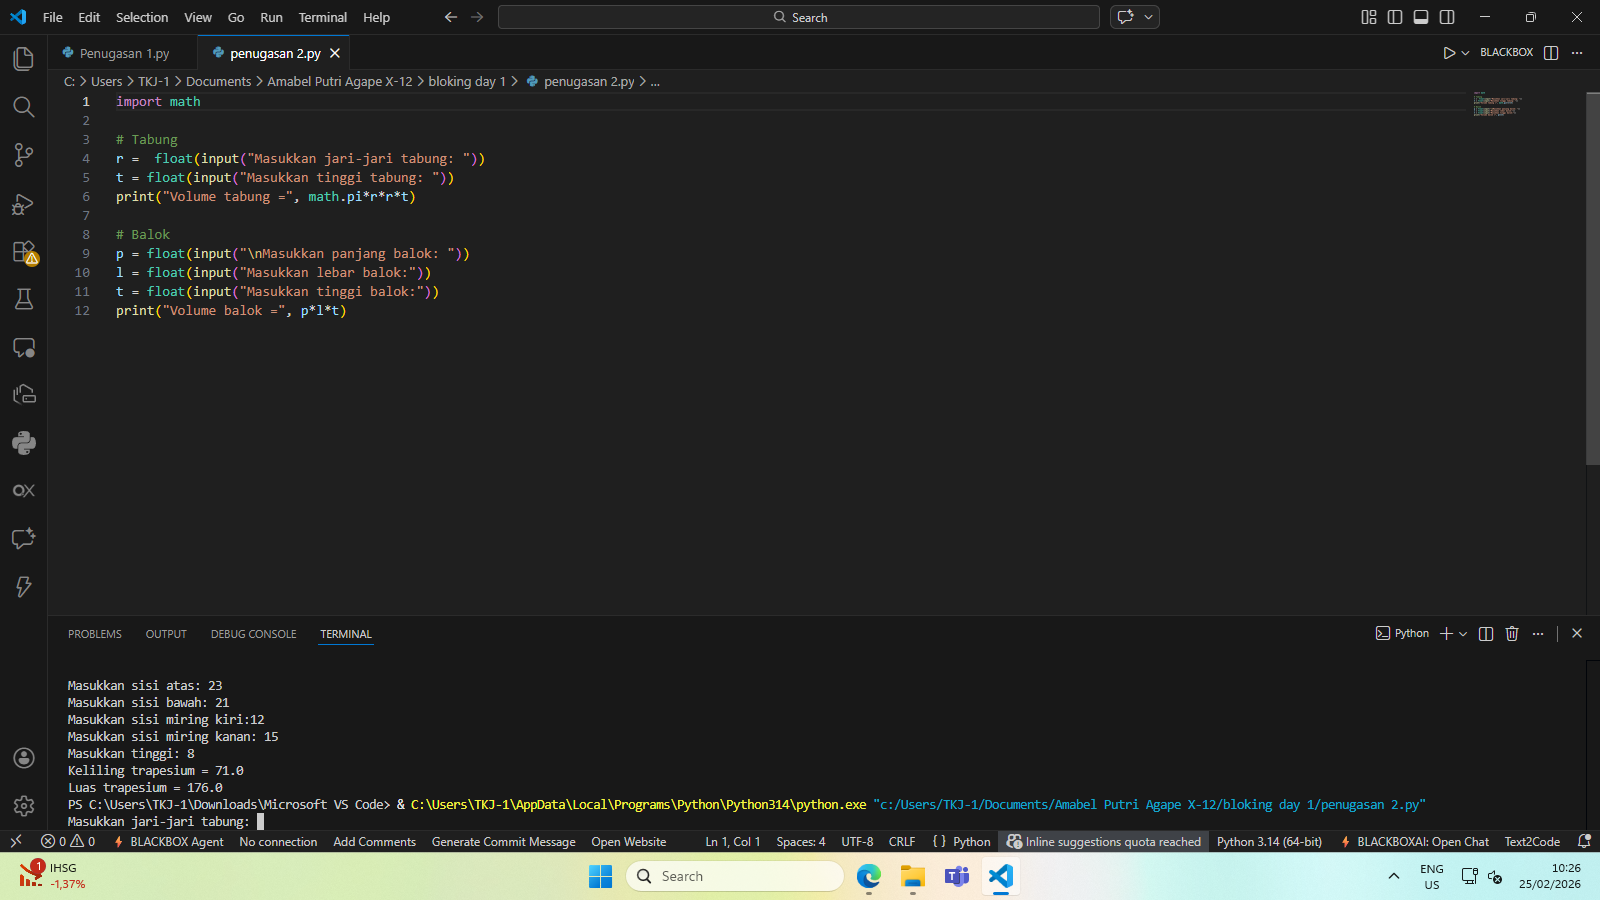 File Edit Selection View Go Run Terminal Help
Search
Penugasan 1.py
penugasan 2.py
BLACKBOX
C: > Users > TKJ-1 > Documents > Amabel Putri Agape X-12 > bloking day 1 > penugasan 2.py > ...
1 import math
2
3 # Tabung
4 r =  float(input("Masukkan jari-jari tabung: "))
5 t = float(input("Masukkan tinggi tabung: "))
6 print("Volume tabung =", math.pi*r*r*t)
7
8 # Balok
9 p = float(input("\nMasukkan panjang balok: "))
10 l = float(input("Masukkan lebar balok:"))
11 t = float(input("Masukkan tinggi balok:"))
12 print("Volume balok =", p*l*t)
PROBLEMS OUTPUT DEBUG CONSOLE TERMINAL
Python
Masukkan sisi atas: 23
Masukkan sisi bawah: 21
Masukkan sisi miring kiri:12
Masukkan sisi miring kanan: 15
Masukkan tinggi: 8
Keliling trapesium = 71.0
Luas trapesium = 176.0
PS C:\Users\TKJ-1\Downloads\Microsoft VS Code> & C:\Users\TKJ-1\AppData\Local\Programs\Python\Python314\python.exe "c:/Users/TKJ-1/Documents/Amabel Putri Agape X-12/bloking day 1/penugasan 2.py"
Masukkan jari-jari tabung:
0 0 BLACKBOX Agent No connection Add Comments Generate Commit Message Open Website Ln 1, Col 1 Spaces: 4 UTF-8 CRLF { } Python Inline suggestions quota reached Python 3.14 (64-bit) BLACKBOXAI: Open Chat Text2Code
1
IHSG
-1,37%
Search
ENG
US
10:26
25/02/2026